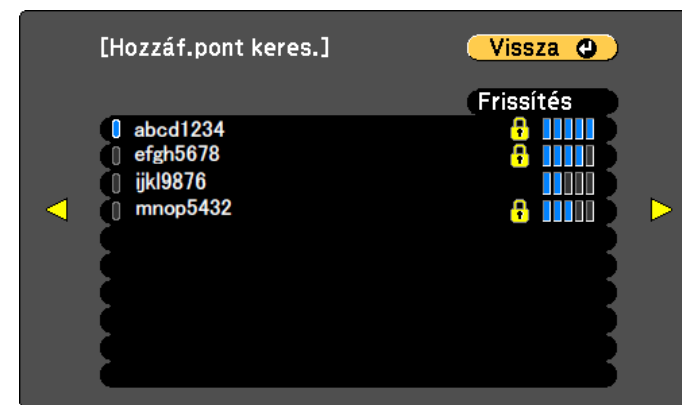 [Hozzáf.pont keres.]
Vissza
Frissítés
abcd1234
efgh5678
ijkl9876
mnop5432